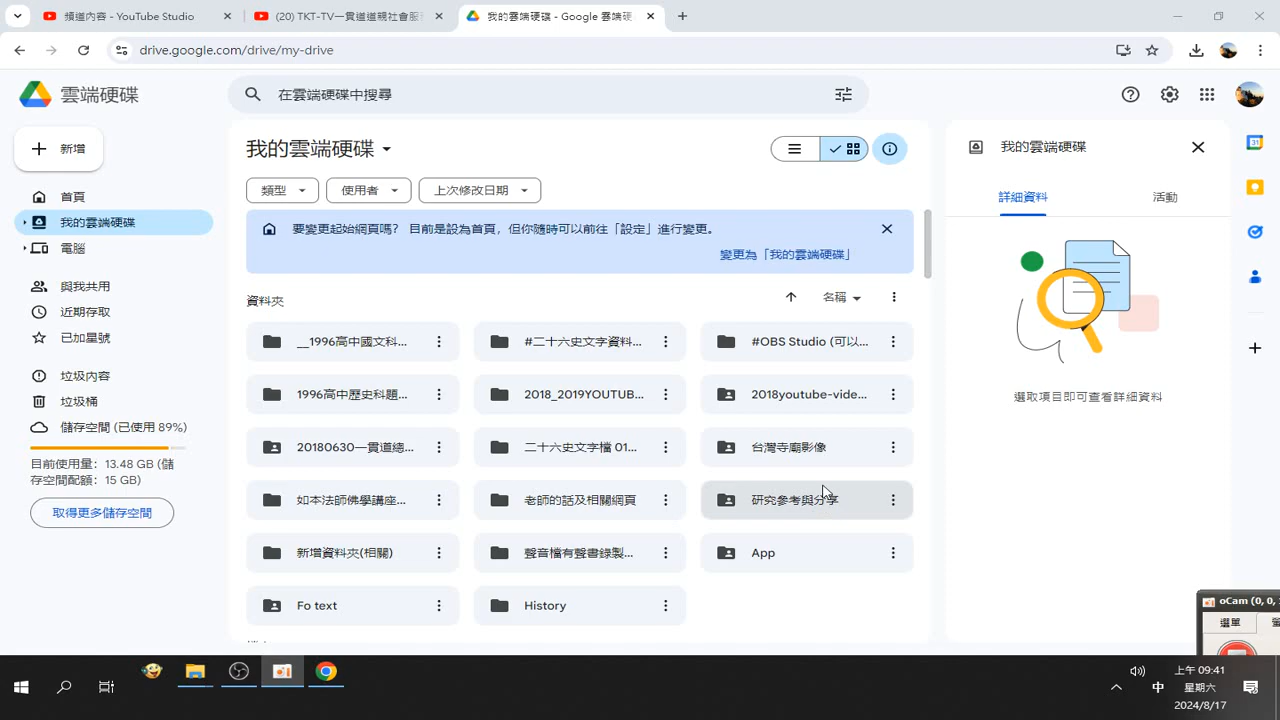 頻道內容 - YouTube Studio
(20) TKT-TV一貫道道親社會服
我的雲端硬碟 - Google 雲端硬
drive.google.com/drive/my-drive
雲端硬碟
在雲端硬碟中搜尋
新增
首頁
我的雲端硬碟
電腦
與我共用
近期存取
已加星號
垃圾內容
垃圾桶
儲存空間 (已使用 89%)
目前使用量：13.48 GB (儲
存空間配額：15 GB)
取得更多儲存空間
我的雲端硬碟
類型
使用者
上次修改日期
要變更起始網頁嗎？ 目前是設為首頁，但你隨時可以前往「設定」進行變更。
變更為「我的雲端硬碟」
資料夾
名稱
__1996高中國文科...
#二十六史文字資料...
#OBS Studio (可以...
1996高中歷史科題...
2018_2019YOUTUB...
2018youtube-vide...
20180630一貫道總...
二十六史文字檔 01...
台灣寺廟影像
如本法師佛學講座...
老師的話及相關網頁
研究參考與分享
新增資料夾(相關)
聲音檔有聲書錄製...
App
Fo text
History
我的雲端硬碟
詳細資料
活動
選取項目即可查看詳細資料
31
oCam (0, 0,
選單
中
上午 09:41
星期六
2024/8/17